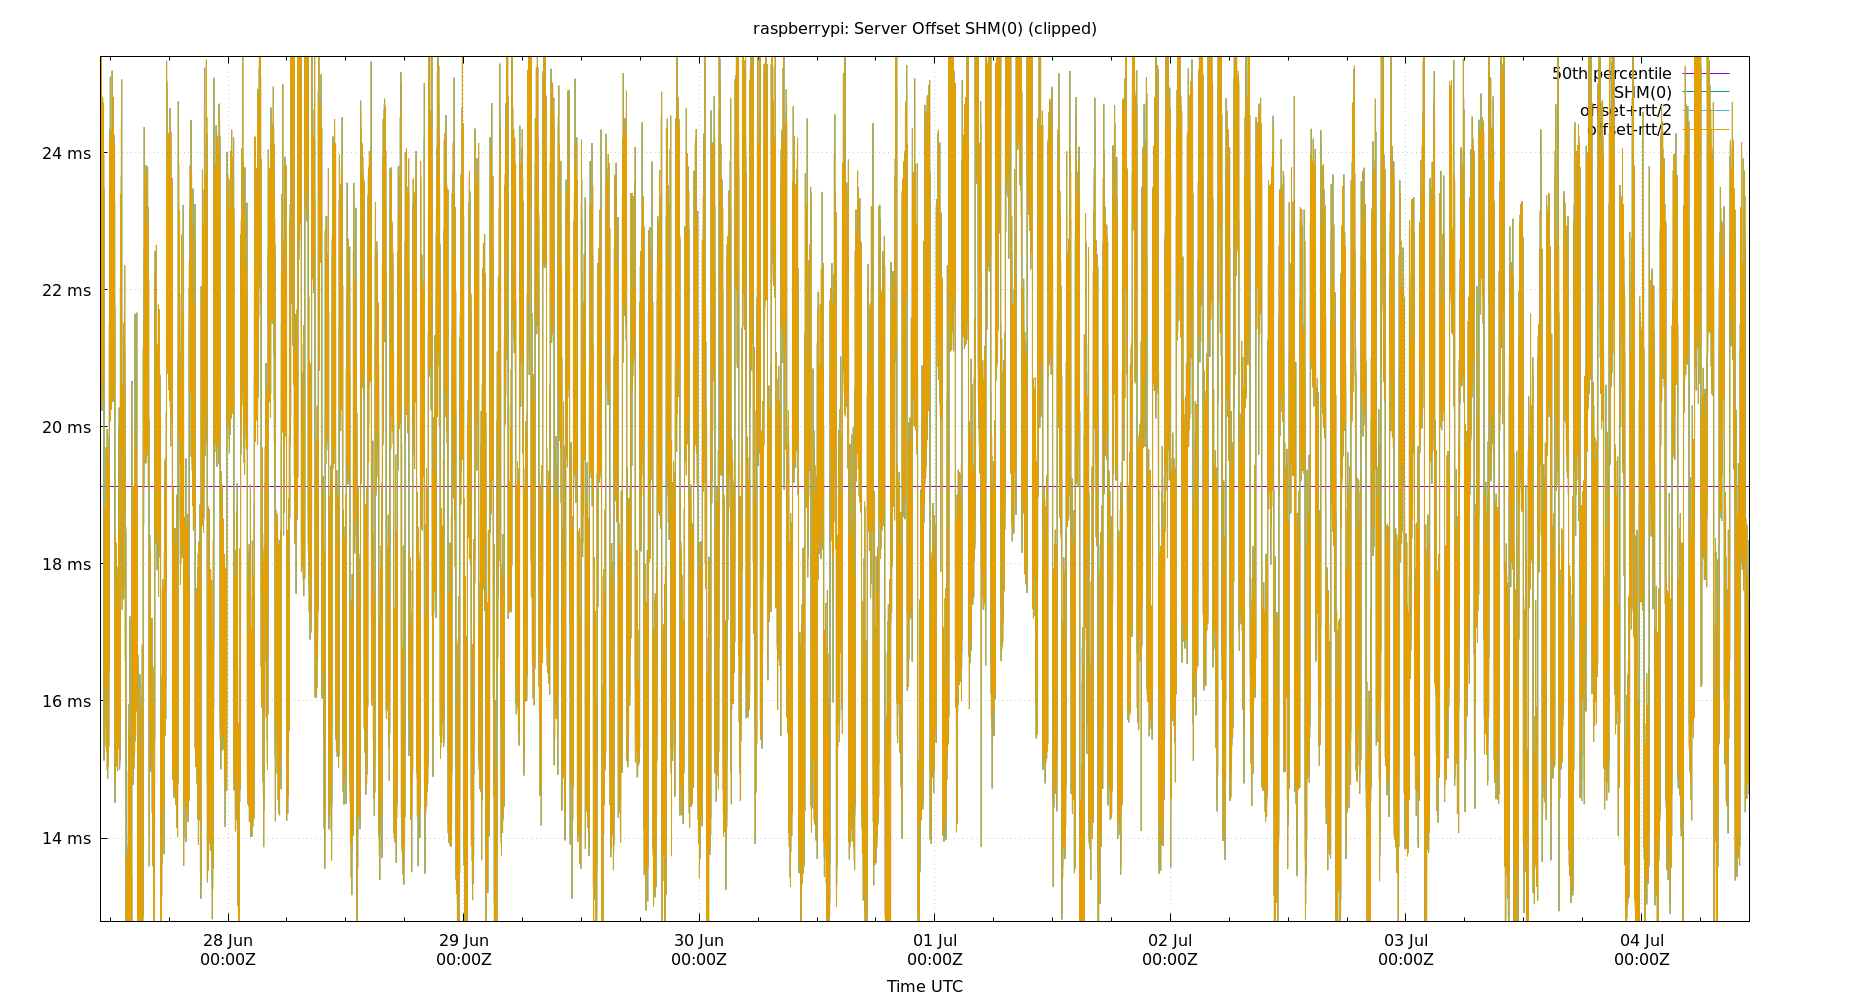 raspberrypi: Server Offset SHM(0) (clipped)
50th percentile
SHM(0)
offset+rtt/2
offset-rtt/2
24 ms
22 ms
20 ms
18 ms
16 ms
14 ms
28 Jun 29 Jun 30 Jun 01 Jul 02 Jul 03 Jul 04 Jul
00:00Z 00:00Z 00:00Z 00:00Z 00:00Z 00:00Z 00:00Z
Time UTC